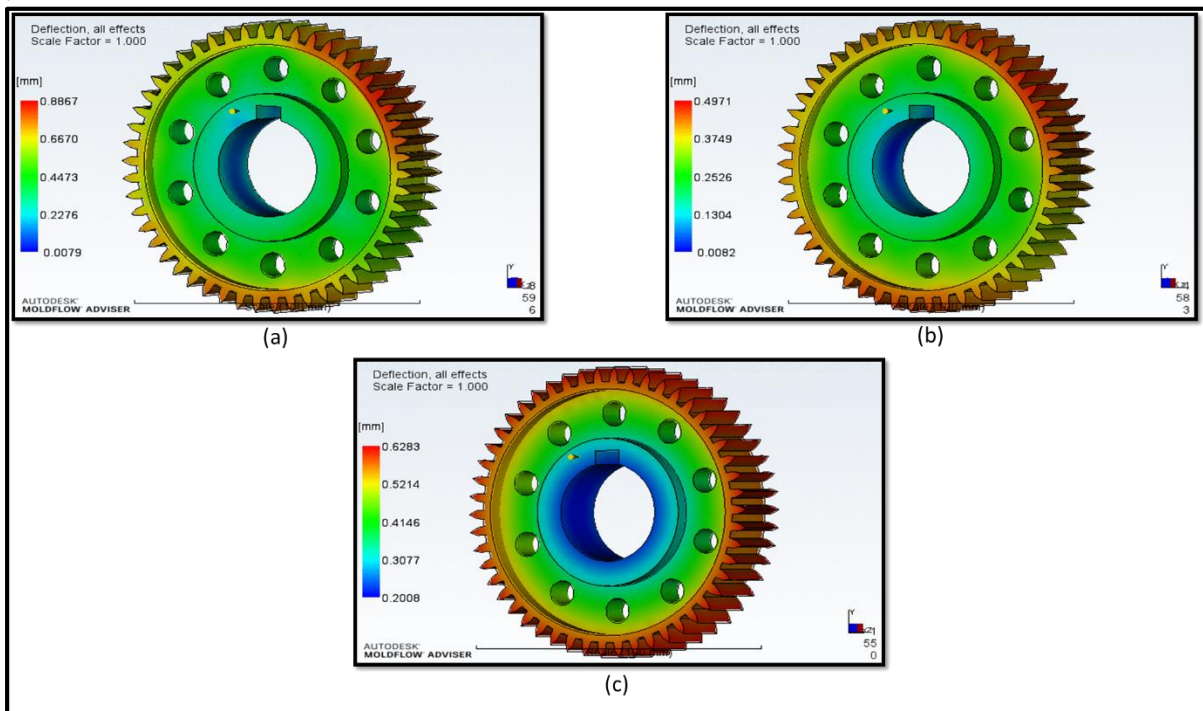 Deflection, all effects
Scale Factor = 1.000
[mm]
0.8867
0.6670
0.4473
0.2276
0.0079
AUTODESK
MOLDFLOW ADVISER
59
6
(a)
Deflection, all effects
Scale Factor = 1.000
[mm]
0.4971
0.3749
0.2526
0.1304
0.0082
AUTODESK
MOLDFLOW ADVISER
58
3
(b)
Deflection, all effects
Scale Factor = 1.000
[mm]
0.6283
0.5214
0.4146
0.3077
0.2008
AUTODESK
MOLDFLOW ADVISER
55
0
(c)